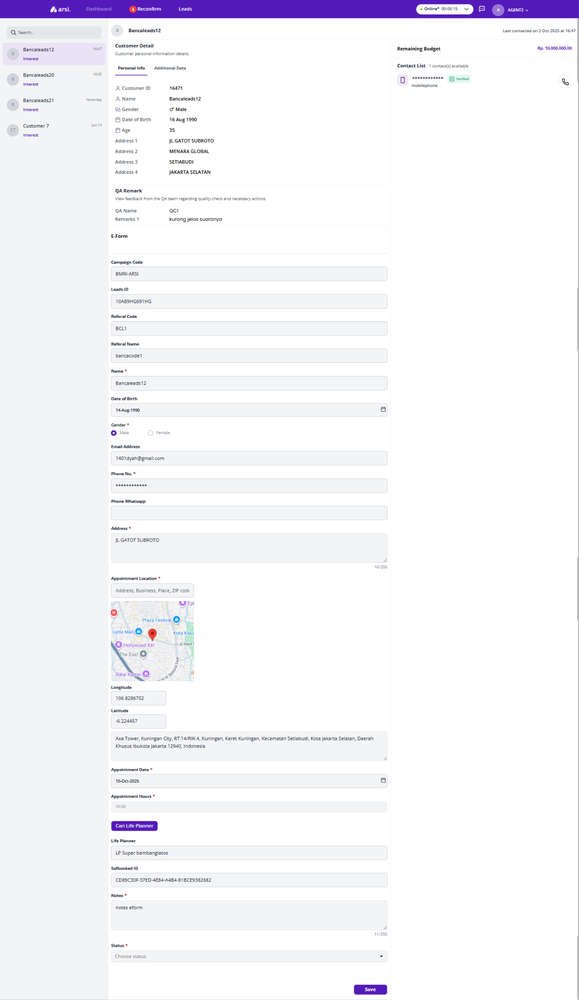 arsi.
Dashboard
4 Reconfirm
Leads
Online* 00:00:15
A
AGENT2
Search...
B
Bancaleads12
16:47
Interest
B
Bancaleads20
16:35
Interest
B
Bancaleads21
Yesterday
Interest
C7
Customer 7
Jun 13
Interest
B
Bancaleads12
Last contacted on 2 Oct 2025 at 16:47
Customer Detail
Customer personal information details
Personal Info
Additional Data
Customer ID 16471
Name Bancaleads12
Gender Male
Date of Birth 16 Aug 1990
Age 35
Address 1 JL GATOT SUBROTO
Address 2 MENARA GLOBAL
Address 3 SETIABUDI
Address 4 JAKARTA SELATAN
QA Remark
View feedback from the QA team regarding quality check and necessary actions.
QA Name QC1
Remarks 1 kurang jelas suaranya
E-Form
Campaign Code
BMRI-ARSI
Leads ID
10A89HG691HG
Referal Code
BCL1
Referal Name
bancacode1
Name *
Bancaleads12
Date of Birth
14-Aug-1990
Gender *
Male
Female
Email Address
1401dyah@gmail.com
Phone No. *
************
Phone Whatsapp
Address *
JL GATOT SUBROTO
16/255
Appointment Location *
Address, Business, Place, ZIP code
Epi
H
Plaza Festival
Lotte Mall
Kota Kasa
Hollywood XXI
Jl. Raya
The East
H. R. Rasuna Said
Balai Kartini
R
Longitude
106.8286702
Latitude
-6.224457
Axa Tower, Kuningan City, RT.14/RW.4, Kuningan, Karet Kuningan, Kecamatan Setiabudi, Kota Jakarta Selatan, Daerah
Khusus Ibukota Jakarta 12940, Indonesia
Appointment Date *
10-Oct-2025
Appointment Hours *
10:00
Cari Life Planner
Life Planner
LP Super bambanglatos
Sofbooked ID
CD89C30F-37ED-4E84-A4B4-81BCE9382682
Notes *
notes eform
11/255
Status *
Choose status
Save
Remaining Budget
Rp. 10.000.000,00
Contact List 1 contact(s) available
************ Verified
mobilephone